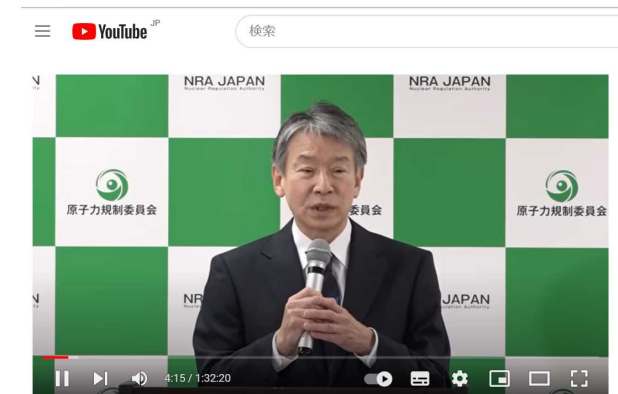 YouTube JP
検索
N
NRA JAPAN
Nuclear Regulation Authority
NRA JAPAN
Nuclear Regulation Authority
原子力規制委員会
員会
原子力規制委員会
N
NR
JAPAN
4:15 / 1:32:20